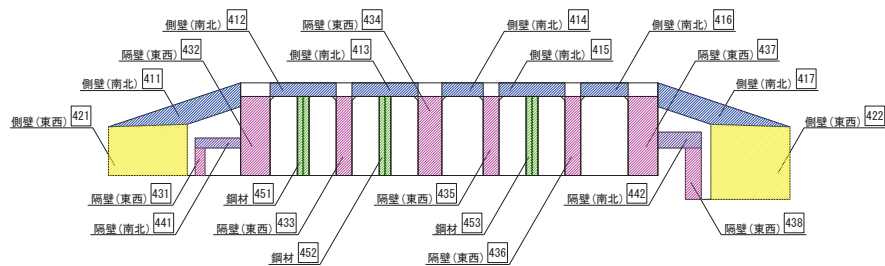 側壁(南北) 412
隔壁(東西) 434
側壁(南北) 414
側壁(南北) 416
隔壁(東西) 432
側壁(南北) 413
側壁(南北) 415
隔壁(東西) 437
側壁(南北) 411
側壁(南北) 417
側壁(東西) 421
側壁(東西) 422
隔壁(東西) 431
鋼材 451
隔壁(東西) 435
隔壁(南北) 442
隔壁(南北) 441
隔壁(東西) 433
鋼材 453
隔壁(東西) 438
鋼材 452
隔壁(東西) 436